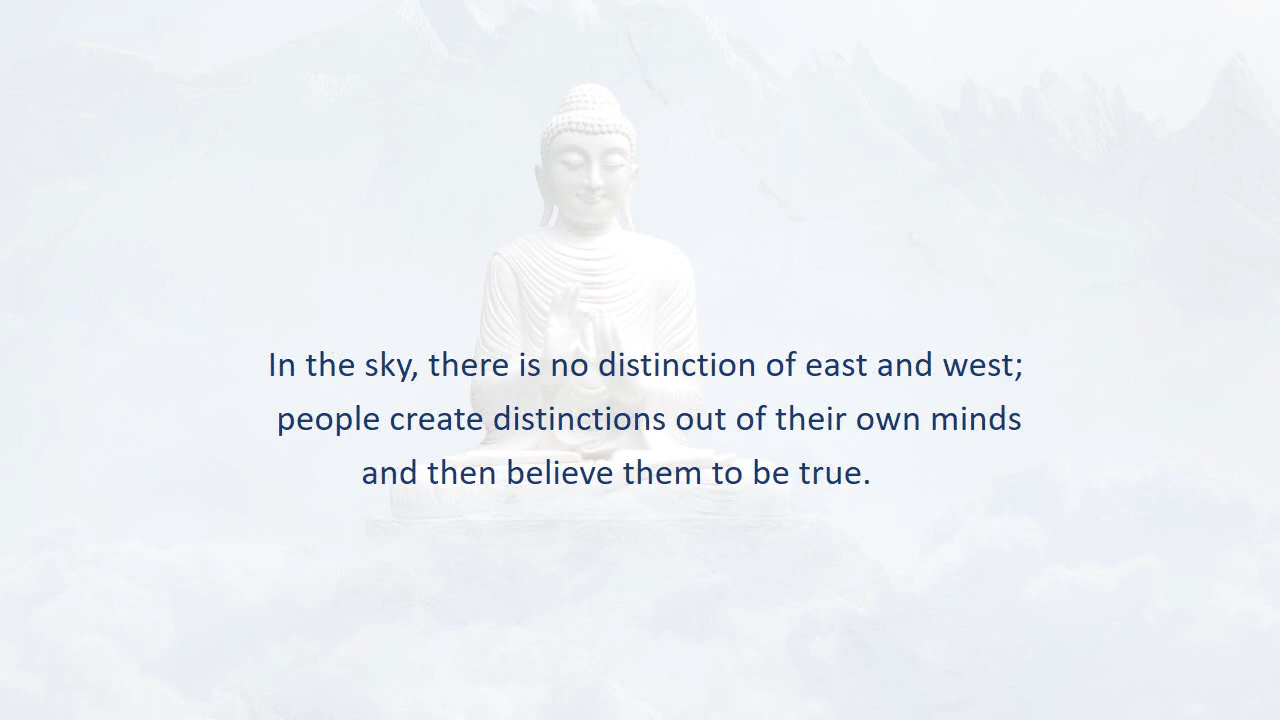 In the sky, there is no distinction of east and west;
people create distinctions out of their own minds
and then believe them to be true.